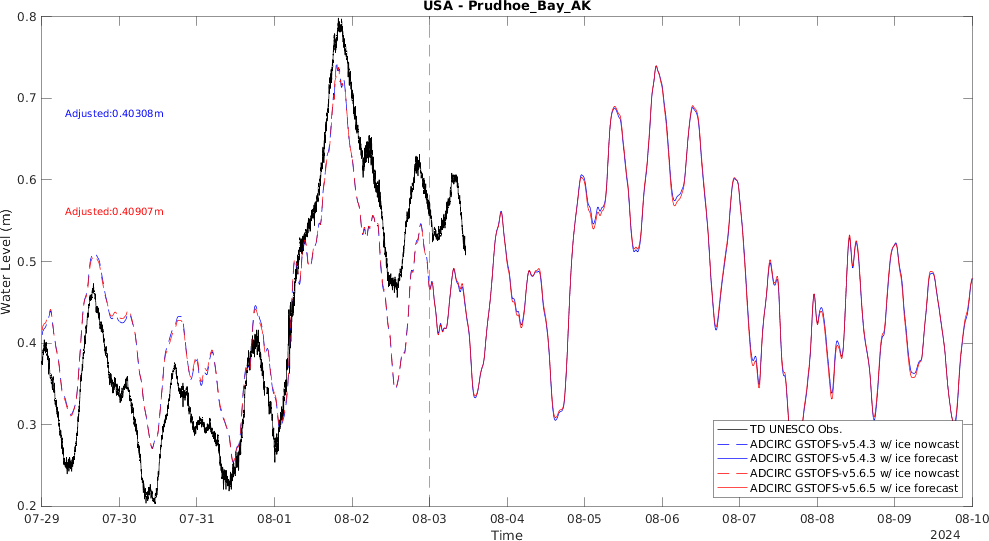 USA - Prudhoe_Bay_AK
0.8
0.7
0.6
0.5
0.4
0.3
0.2
Water Level (m)
Adjusted:0.40308m
Adjusted:0.40907m
TD UNESCO Obs.
ADCIRC GSTOFS-v5.4.3 w/ ice nowcast
ADCIRC GSTOFS-v5.4.3 w/ ice forecast
ADCIRC GSTOFS-v5.6.5 w/ ice nowcast
ADCIRC GSTOFS-v5.6.5 w/ ice forecast
07-29 07-30 07-31 08-01 08-02 08-03 08-04 08-05 08-06 08-07 08-08 08-09 08-10
Time
2024